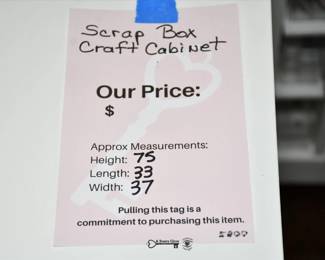 Scrap Box
Craft Cabinet
Our Price:
$
Approx Measurements:
Height: 75
Length: 33
Width: 37
Pulling this tag is a
commitment to purchasing this item.